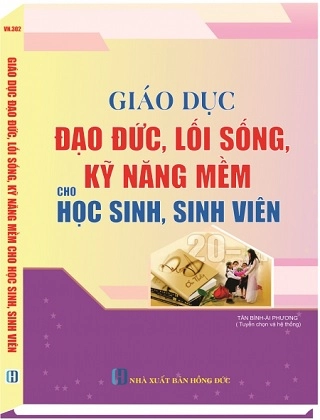 VN.302
GIÁO DỤC ĐẠO ĐỨC, LỐI SỐNG, KỸ NĂNG MỀM CHO HỌC SINH, SINH VIÊN
GIÁO DỤC
ĐẠO ĐỨC, LỐI SỐNG,
KỸ NĂNG MỀM
CHO
HỌC SINH, SINH VIÊN
20-
TÂN BÌNH-ÁI PHƯƠNG
( Tuyển chọn và hệ thống)
NHÀ XUẤT BẢN HỒNG ĐỨC